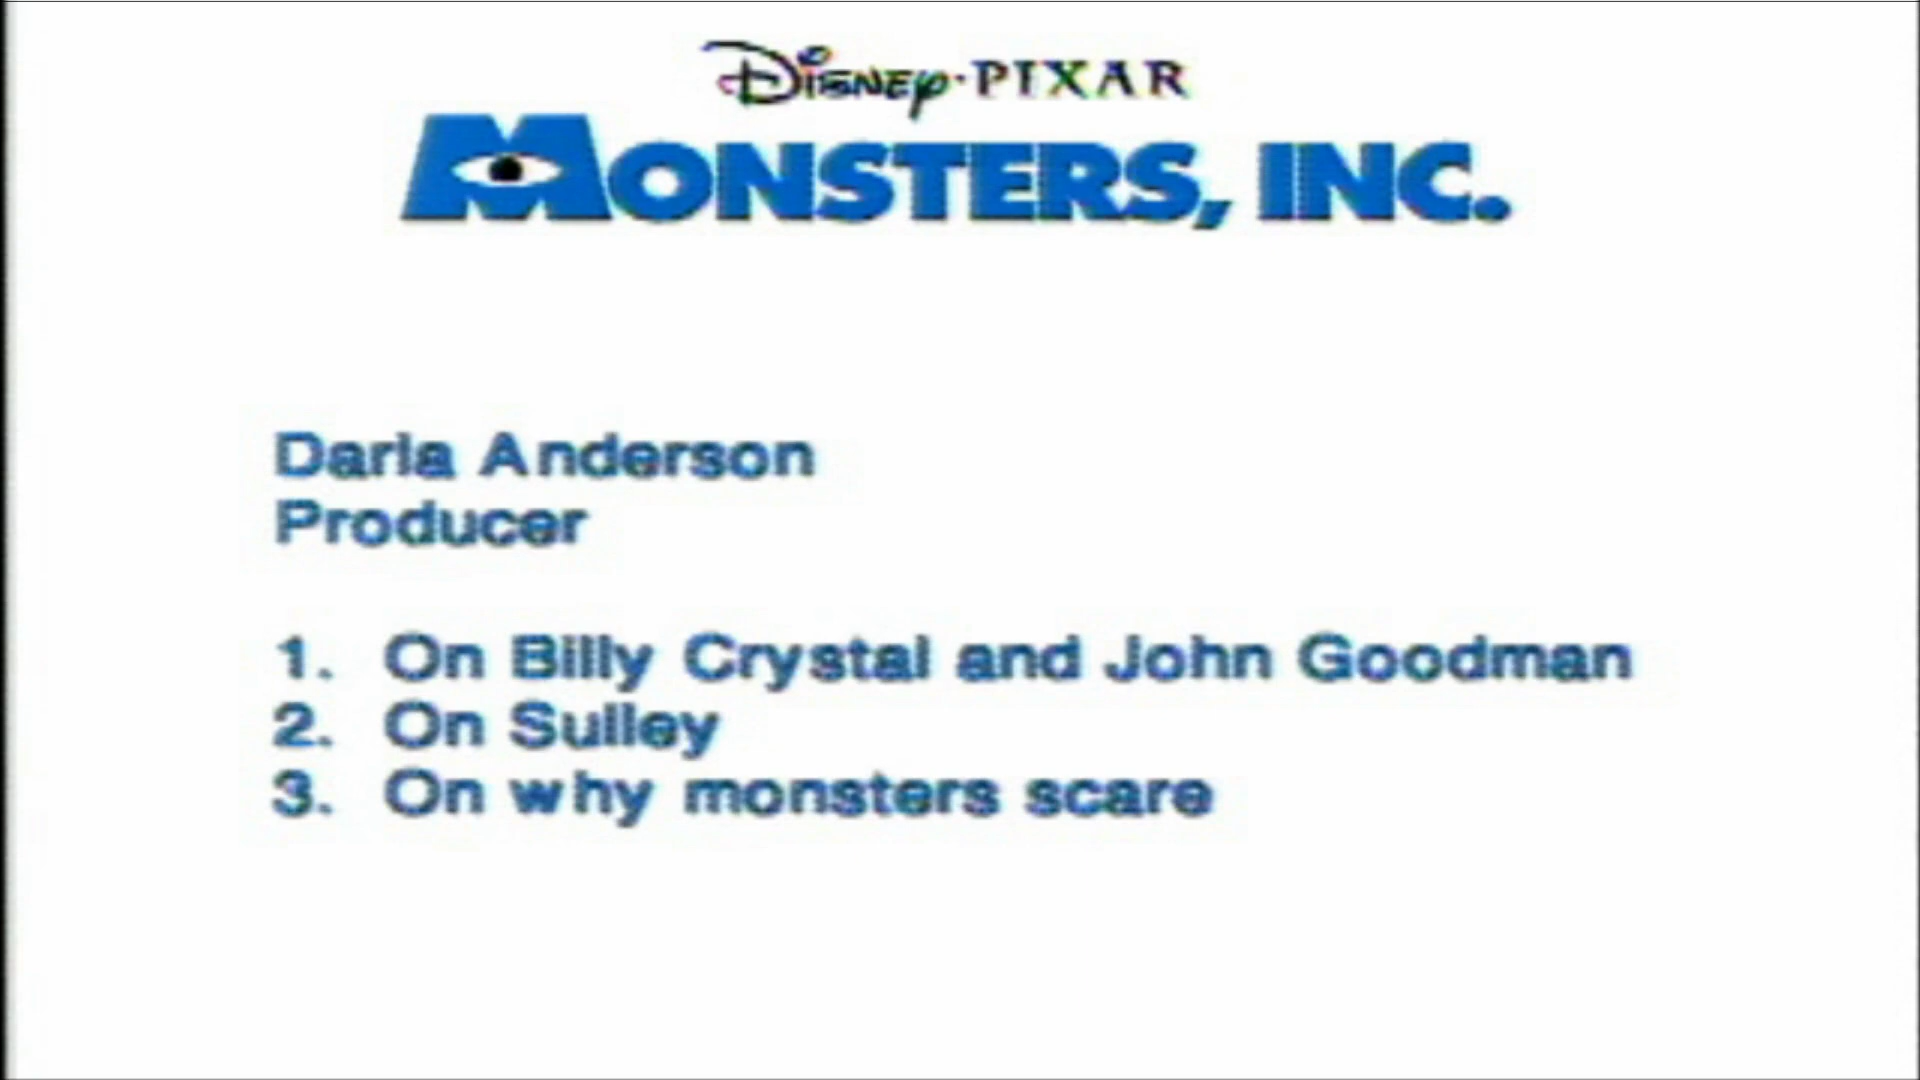 Disney·PIXAR
MONSTERS, INC.
Darla Anderson
Producer
1. On Billy Crystal and John Goodman
2. On Sulley
3. On why monsters scare